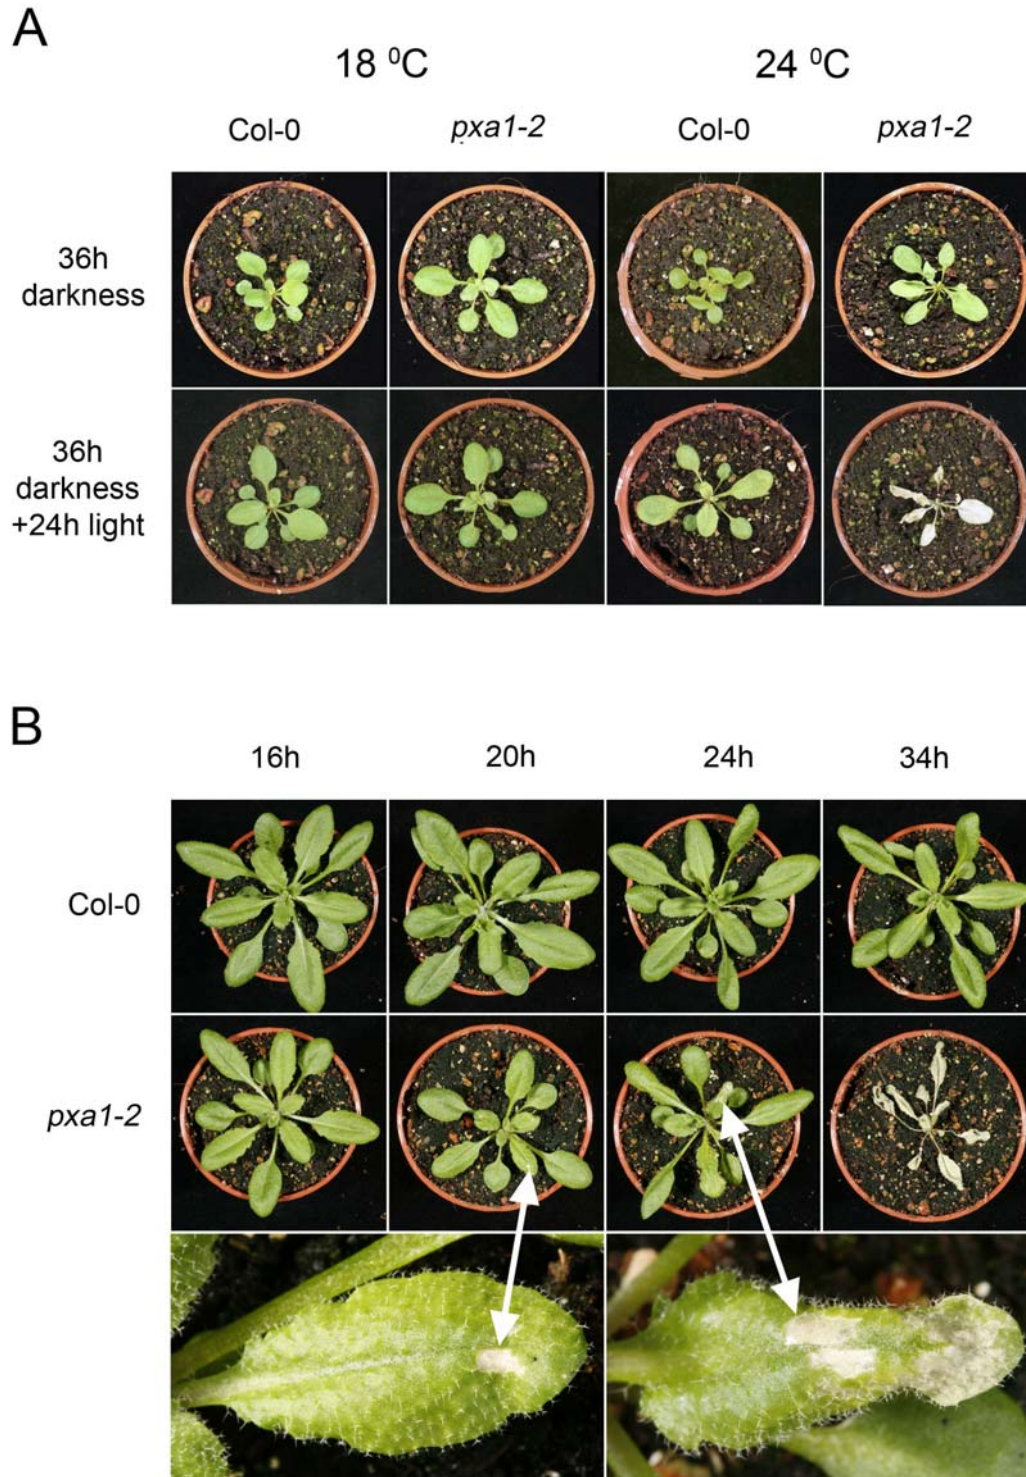 A
18 ⁰C
24 ⁰C
Col-0
pxa1-2
Col-0
pxa1-2
36h
darkness
36h
darkness
+24h light
B
16h
20h
24h
34h
Col-0
pxa1-2